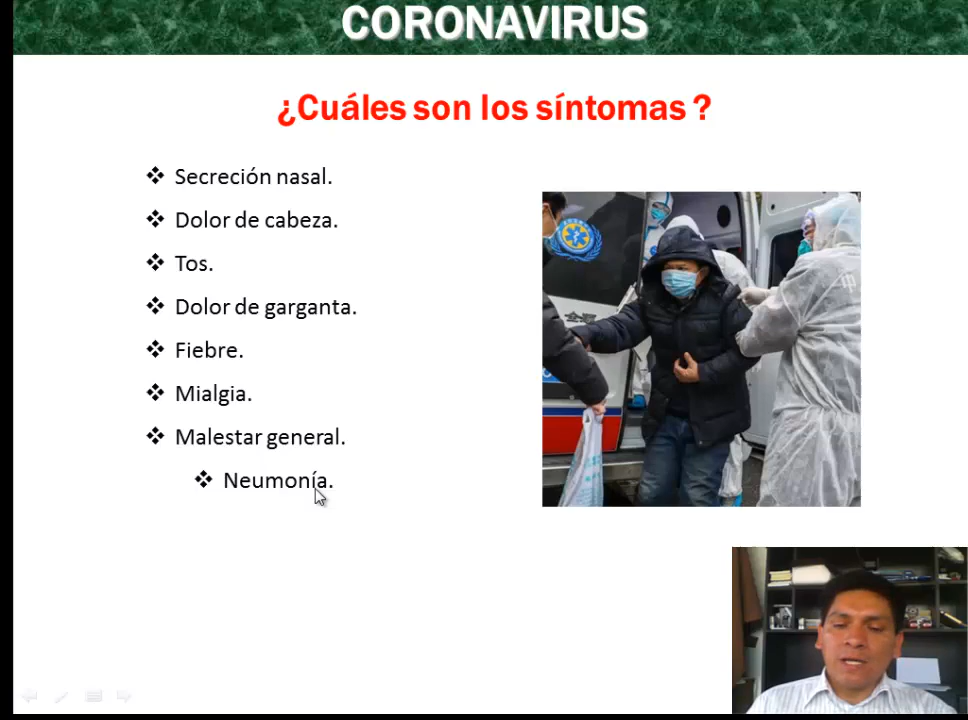 CORONAVIRUS
¿Cuáles son los síntomas ?
Secreción nasal.
Dolor de cabeza.
Tos.
Dolor de garganta.
Fiebre.
Mialgia.
Malestar general.
Neumonía.